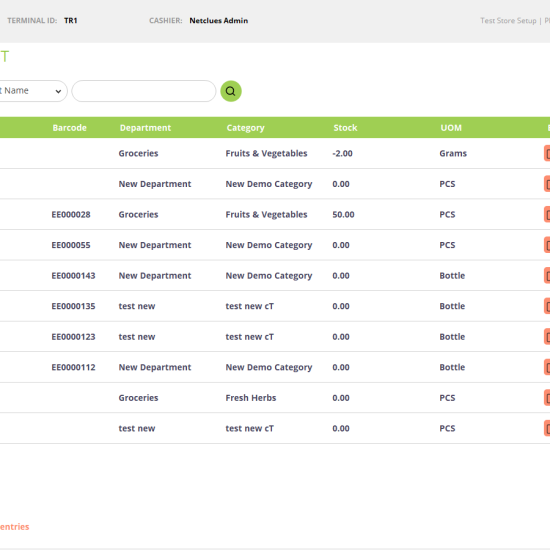 TERMINAL ID: TR1 CASHIER: Netclues Admin Test Store Setup |
T
t Name
Barcode Department Category Stock UOM
Groceries Fruits & Vegetables -2.00 Grams
New Department New Demo Category 0.00 PCS
EE000028 Groceries Fruits & Vegetables 50.00 PCS
EE000055 New Department New Demo Category 0.00 PCS
EE0000143 New Department New Demo Category 0.00 Bottle
EE0000135 test new test new cT 0.00 Bottle
EE0000123 test new test new cT 0.00 Bottle
EE0000112 New Department New Demo Category 0.00 Bottle
Groceries Fresh Herbs 0.00 PCS
test new test new cT 0.00 PCS
entries